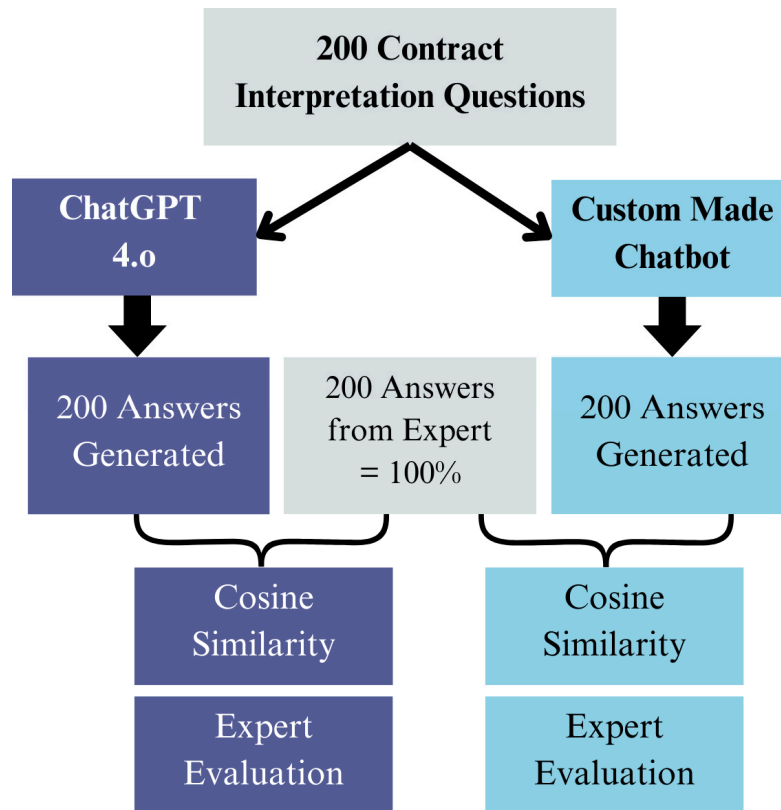 200 Contract
Interpretation Questions
ChatGPT
4.o
Custom Made
Chatbot
200 Answers
Generated
200 Answers
from Expert
= 100%
200 Answers
Generated
Cosine
Similarity
Cosine
Similarity
Expert
Evaluation
Expert
Evaluation